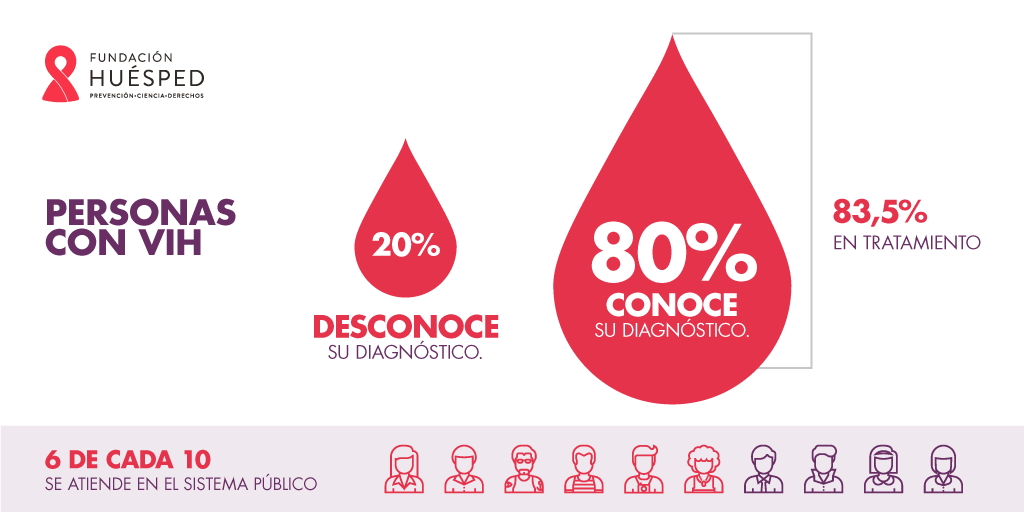 FUNDACIÓN
HUÉSPED
PREVENCIÓN•CIENCIA•DERECHOS
PERSONAS
CON VIH
20%
DESCONOCE
SU DIAGNÓSTICO.
80%
CONOCE
SU DIAGNÓSTICO.
83,5%
EN TRATAMIENTO
6 DE CADA 10
SE ATIENDE EN EL SISTEMA PÚBLICO